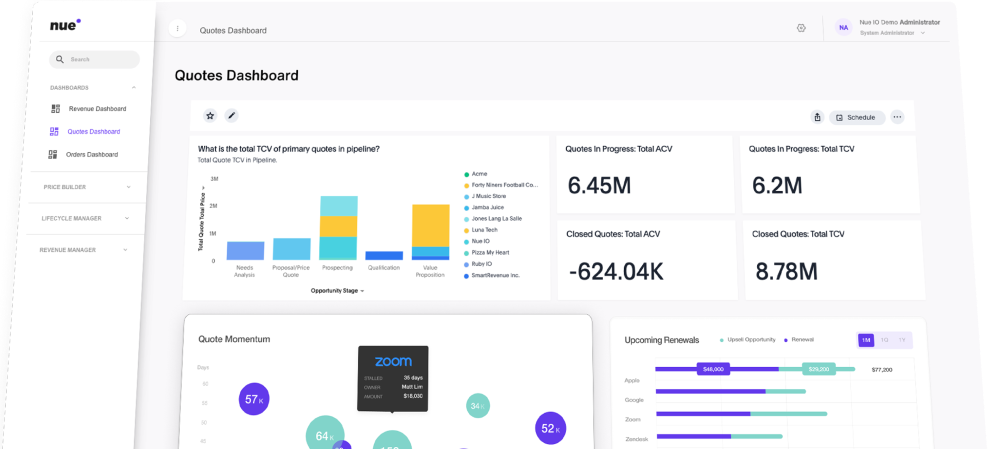 nue
Search
DASHBOARDS
Revenue Dashboard
Quotes Dashboard
Orders Dashboard
PRICE BUILDER
LIFECYCLE MANAGER
REVENUE MANAGER
Quotes Dashboard
NA
Nue IO Demo Administrator
System Administrator
Quotes Dashboard
Schedule
What is the total TCV of primary quotes in pipeline?
Total Quote TCV in Pipeline.
Total Quote Total Price
3M
2M
1M
0
Needs Analysis
Proposal/Price Quote
Prospecting
Qualification
Value Proposition
Opportunity Stage
Acme
Forty Niners Football Co...
J Music Store
Jamba Juice
Jones Lang La Salle
Luna Tech
Nue IO
Pizza My Heart
Ruby IO
SmartRevenue Inc.
Quotes In Progress: Total ACV
6.45M
Quotes In Progress: Total TCV
6.2M
Closed Quotes: Total ACV
-624.04K
Closed Quotes: Total TCV
8.78M
Quote Momentum
Days
60
50
45
57K
64K
zoom
STALLED 35 days
OWNER Matt Lim
AMOUNT $18,030
34K
52K
Upcoming Renewals
Upsell Opportunity
Renewal
1M
1Q
1Y
$48,000
$29,200
$77,200
Apple
Google
Zoom
Zendesk